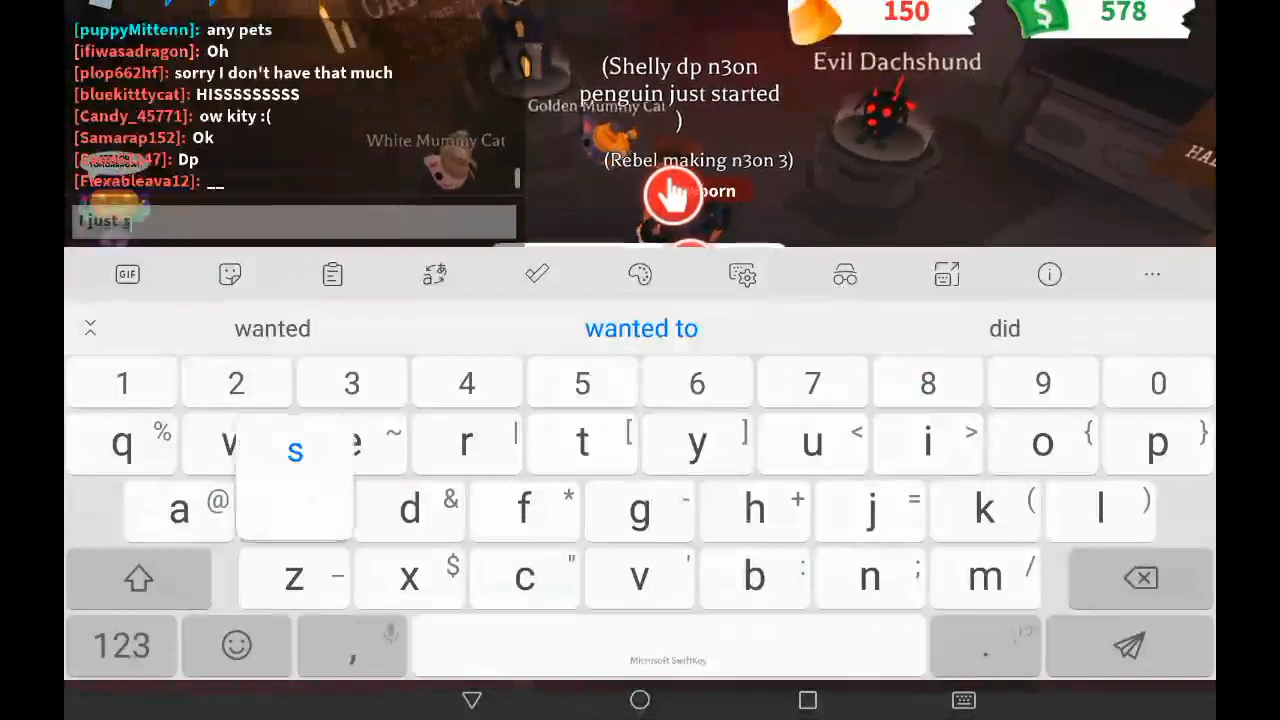 150
578
[puppyMittenn]: any pets
[ifiwasadragon]: Oh
[plop662hf]: sorry I don't have that much
[bluekitttycat]: HISSSSSSSSS
[Candy_45771]: ow kity :(
[Samarap152]: Ok
Dp
[Flexableava12]: __
I just s
White Mummy Cat
Golden Mummy Cat
(Shelly dp n3on
penguin just started
)
(Rebel making n3on 3)
Evil Dachshund
GIF
wanted
wanted to
did
1 2 3 4 5 6 7 8 9 0
q % w e ~ r | t [ y ] u < i > o { p }
a @ s d & f * g - h + j = k ( l )
z – x $ c " v ' b : n ; m /
123 , . !?
Microsoft SwiftKey